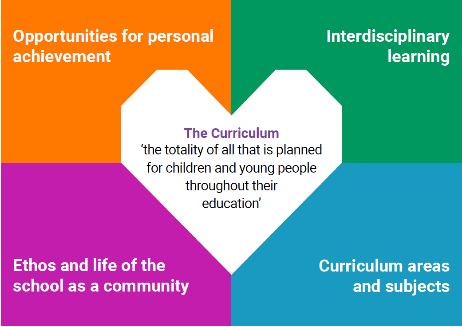 Opportunities for personal
achievement
Interdisciplinary
learning
The Curriculum
‘the totality of all that is planned
for children and young people
throughout their
education’
Ethos and life of the
school as a community
Curriculum areas
and subjects